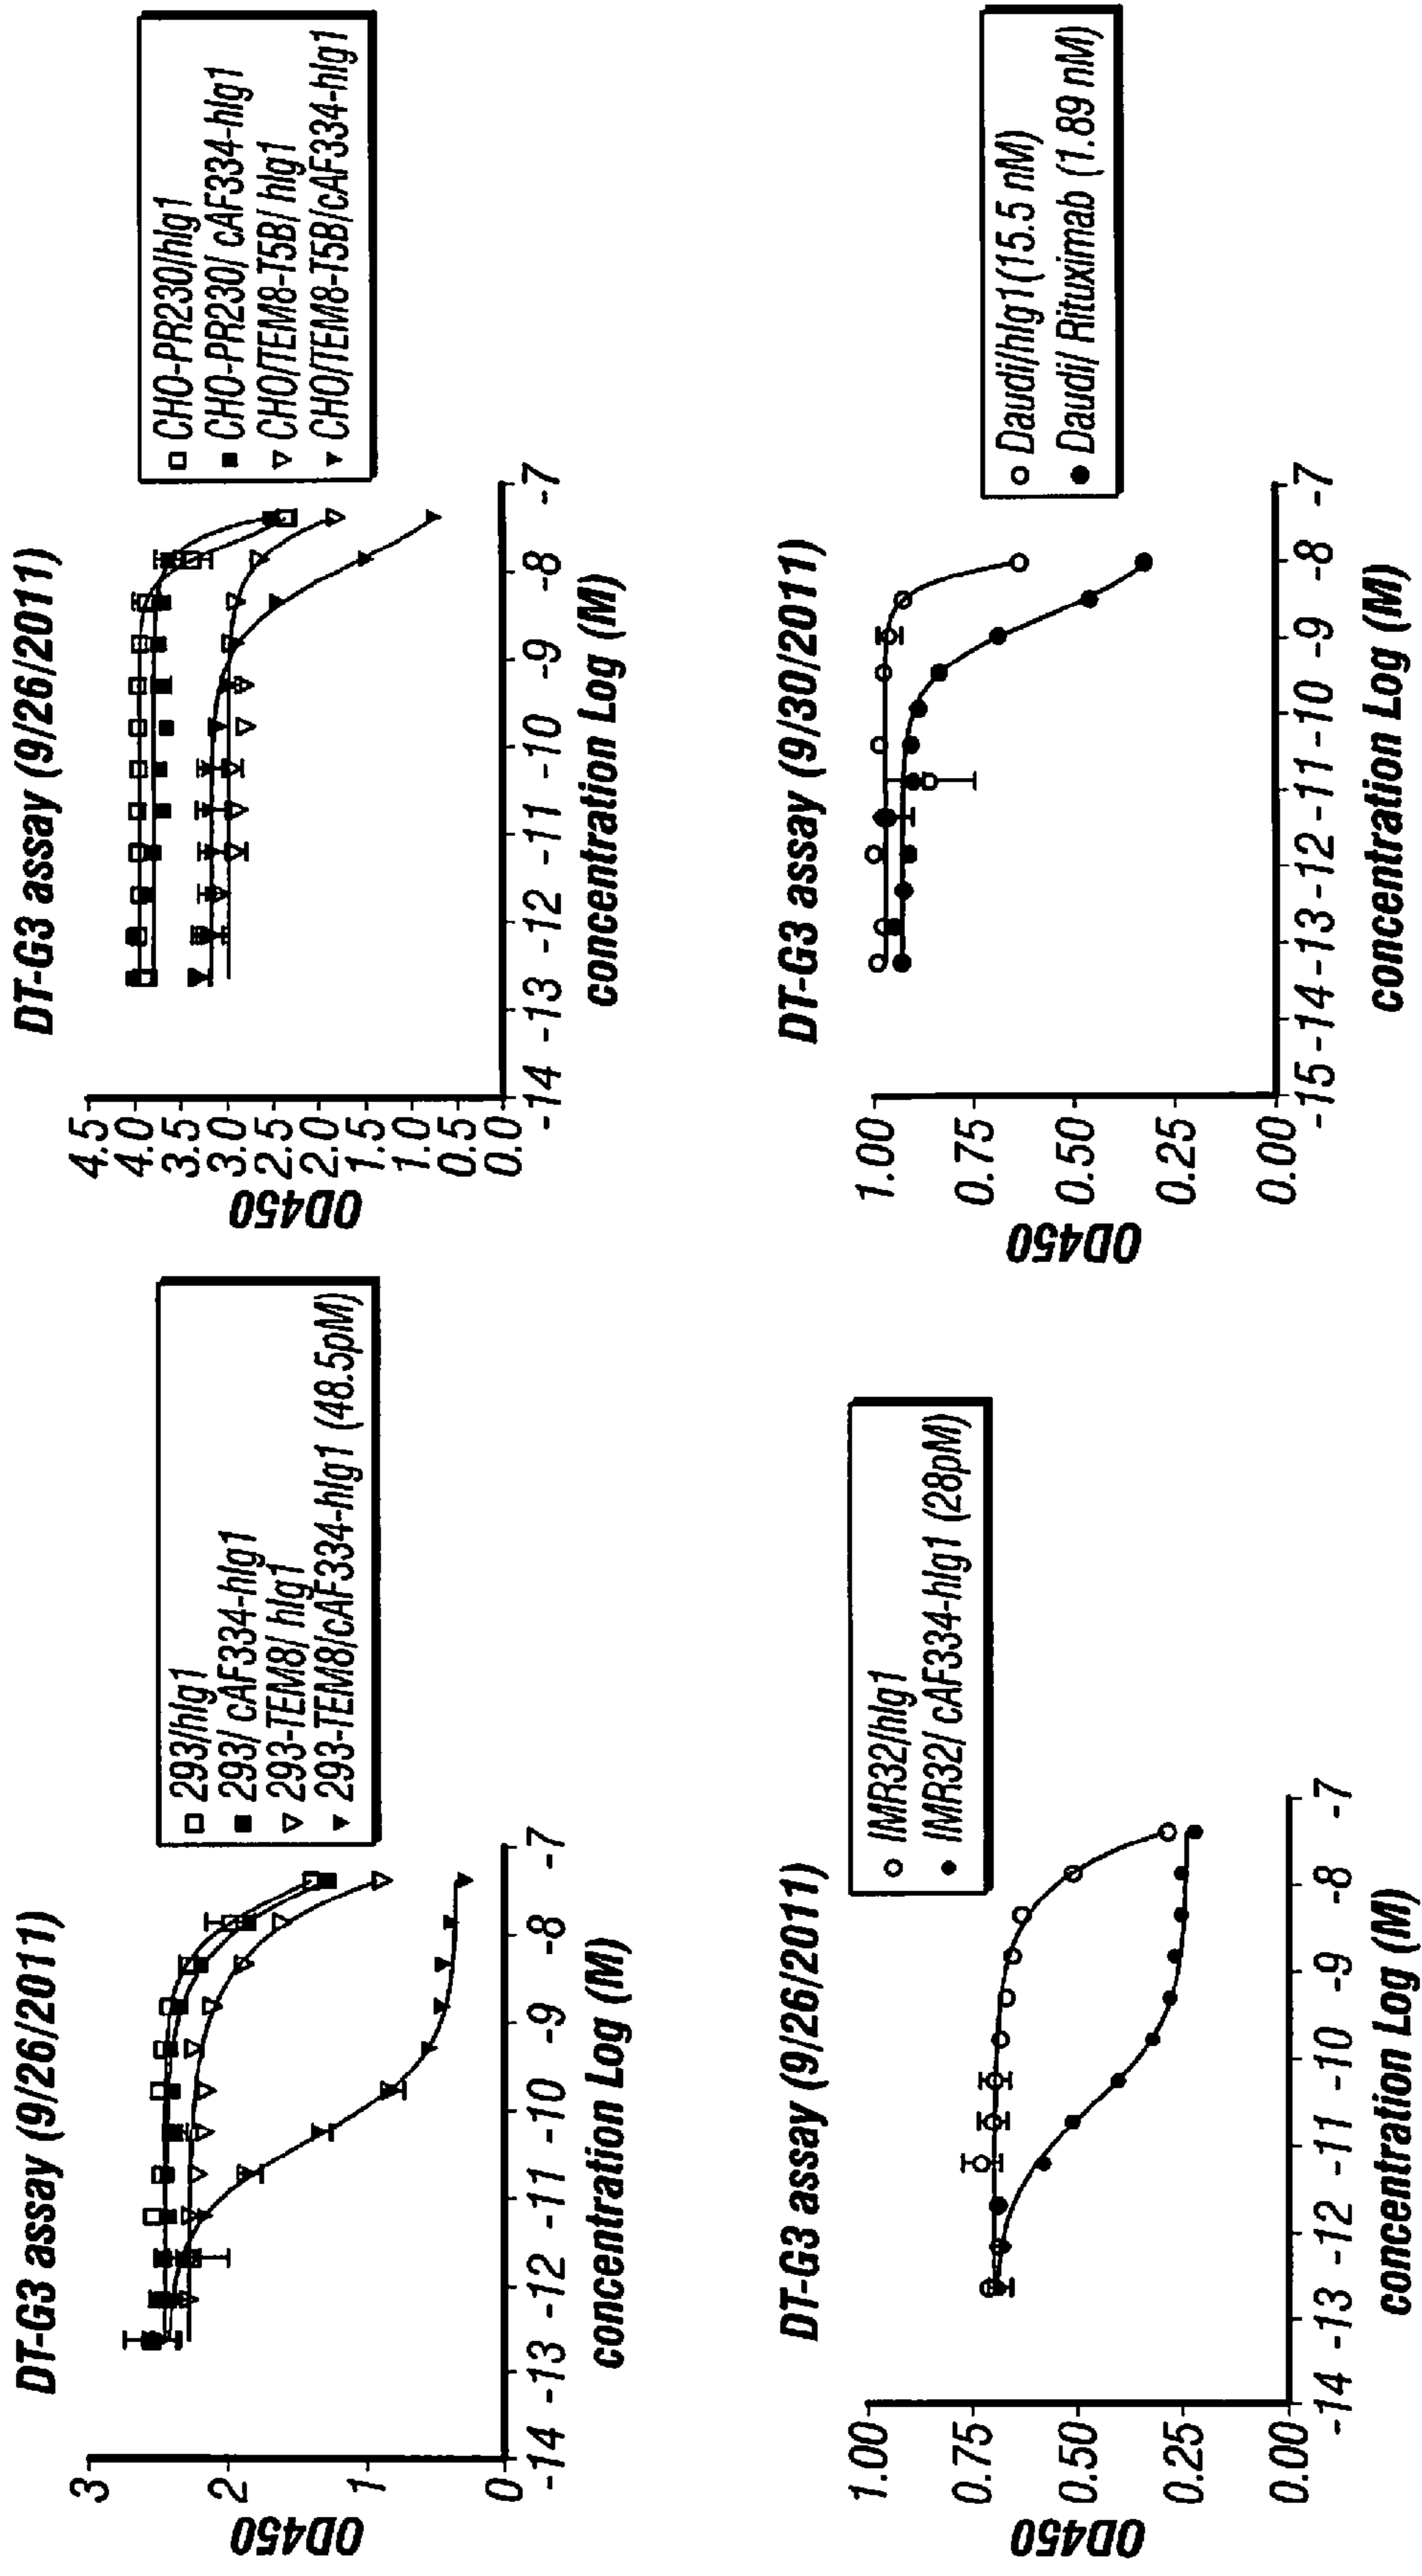 DT-G3 assay (9/26/2011)
OD450
3
2
1
0
-14 -13 -12 -11 -10 -9 -8 -7
concentration Log (M)
293/hIg1
293/ cAF334-hIg1
293-TEM8/ hIg1
293-TEM8/cAF334-hIg1 (48.5pM)
DT-G3 assay (9/26/2011)
OD450
4.5
4.0
3.5
3.0
2.5
2.0
1.5
1.0
0.5
0.0
-14 -13 -12 -11 -10 -9 -8 -7
concentration Log (M)
CHO-PR230/hIg1
CHO-PR230/ cAF334-hIg1
CHO/TEM8-T5B/ hIg1
CHO/TEM8-T5B/cAF334-hIg1
DT-G3 assay (9/26/2011)
OD450
1.00
0.75
0.50
0.25
0.00
-14 -13 -12 -11 -10 -9 -8 -7
concentration Log (M)
IMR32/hIg1
IMR32/ cAF334-hIg1 (28pM)
DT-G3 assay (9/30/2011)
OD450
1.00
0.75
0.50
0.25
0.00
-15 -14 -13 -12 -11 -10 -9 -8 -7
concentration Log (M)
Daudi/hIg1(15.5 nM)
Daudi/ Rituximab (1.89 nM)